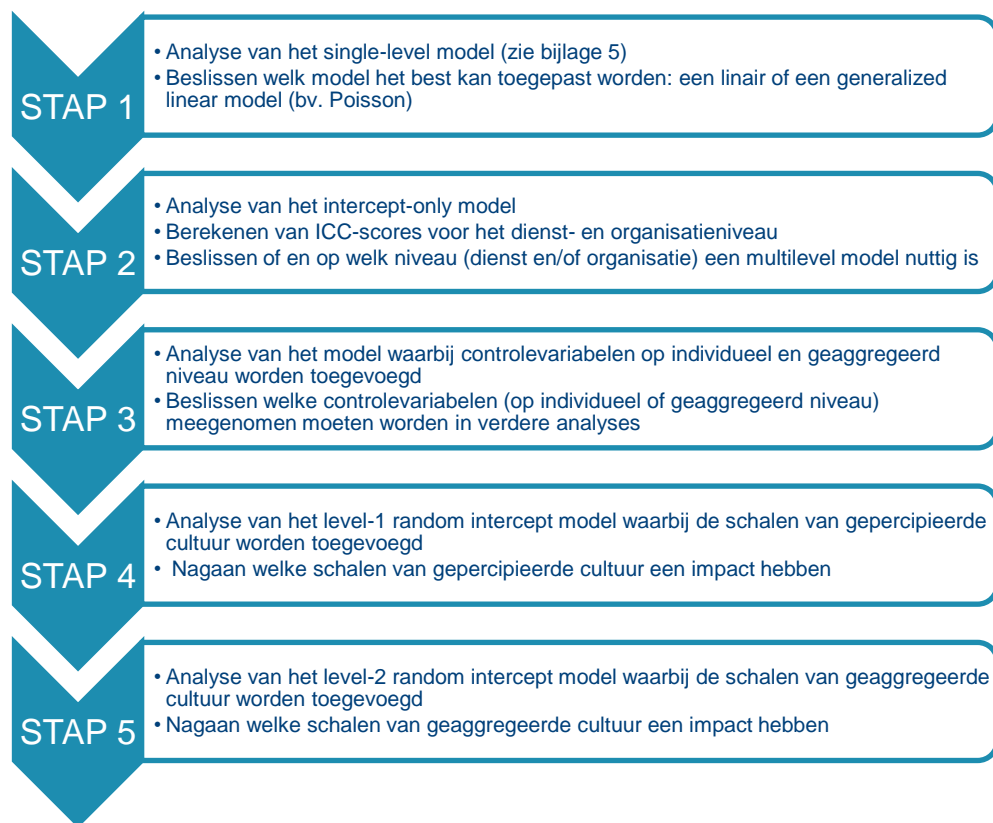 STAP 1
• Analyse van het single-level model (zie bijlage 5)
• Beslissen welk model het best kan toegepast worden: een linair of een generalized
linear model (bv. Poisson)
STAP 2
• Analyse van het intercept-only model
• Berekenen van ICC-scores voor het dienst- en organisatieniveau
• Beslissen of en op welk niveau (dienst en/of organisatie) een multilevel model nuttig is
STAP 3
• Analyse van het model waarbij controlevariabelen op individueel en geaggregeerd
niveau worden toegevoegd
• Beslissen welke controlevariabelen (op individueel of geaggregeerd niveau)
meegenomen moeten worden in verdere analyses
STAP 4
• Analyse van het level-1 random intercept model waarbij de schalen van gepercipieerde
cultuur worden toegevoegd
• Nagaan welke schalen van gepercipieerde cultuur een impact hebben
STAP 5
• Analyse van het level-2 random intercept model waarbij de schalen van geaggregeerde
cultuur worden toegevoegd
• Nagaan welke schalen van geaggregeerde cultuur een impact hebben